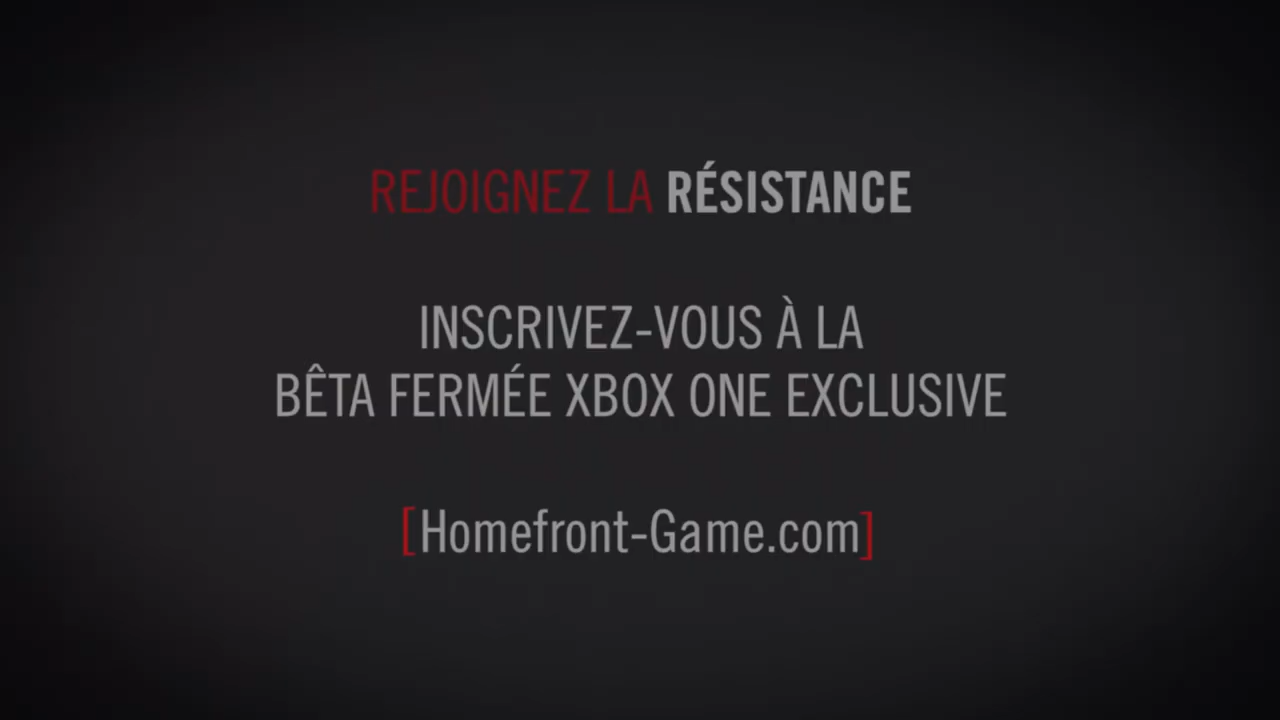 REJOIGNEZ LA RÉSISTANCE
INSCRIVEZ-VOUS À LA
BÊTA FERMÉE XBOX ONE EXCLUSIVE
[Homefront-Game.com]